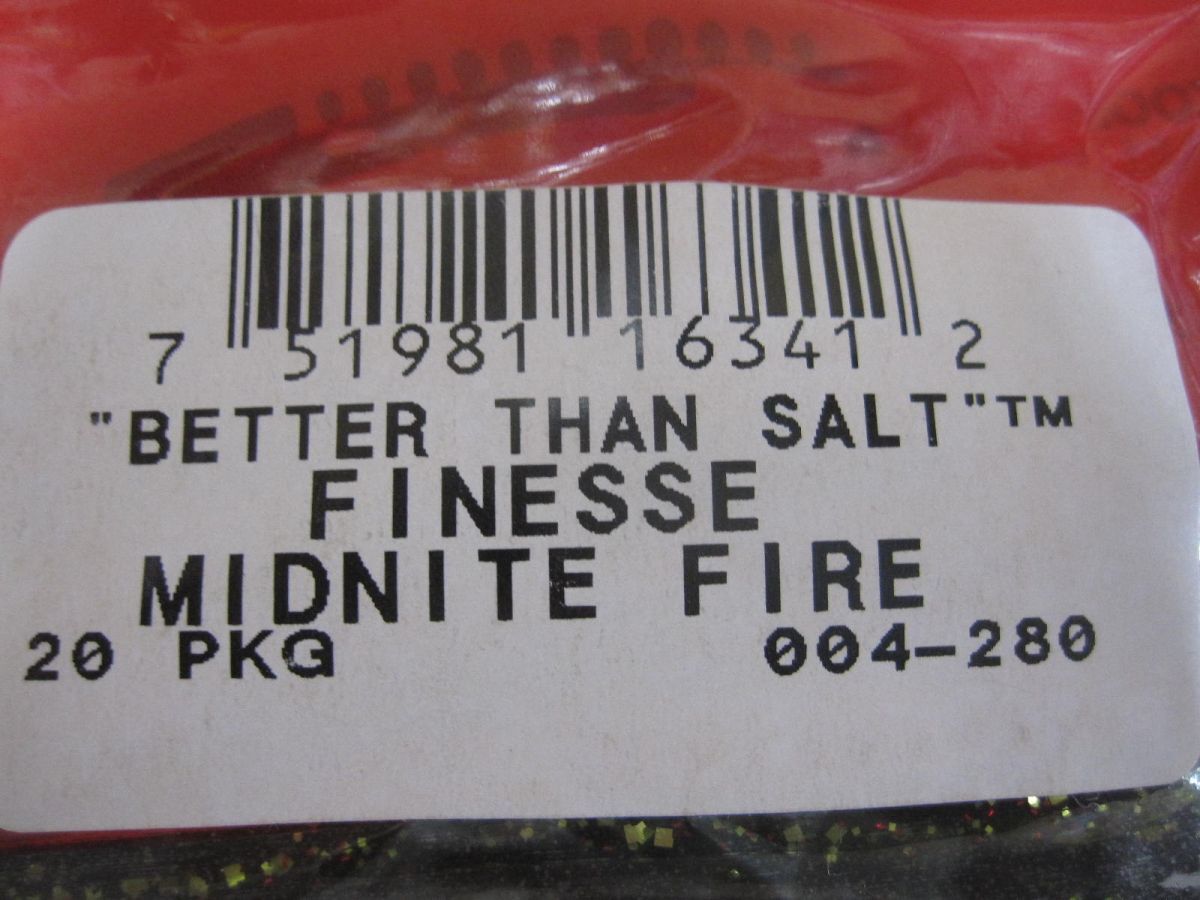 7 51981 16341 2
"BETTER THAN SALT"™
FINESSE
MIDNITE FIRE
20 PKG 004-280